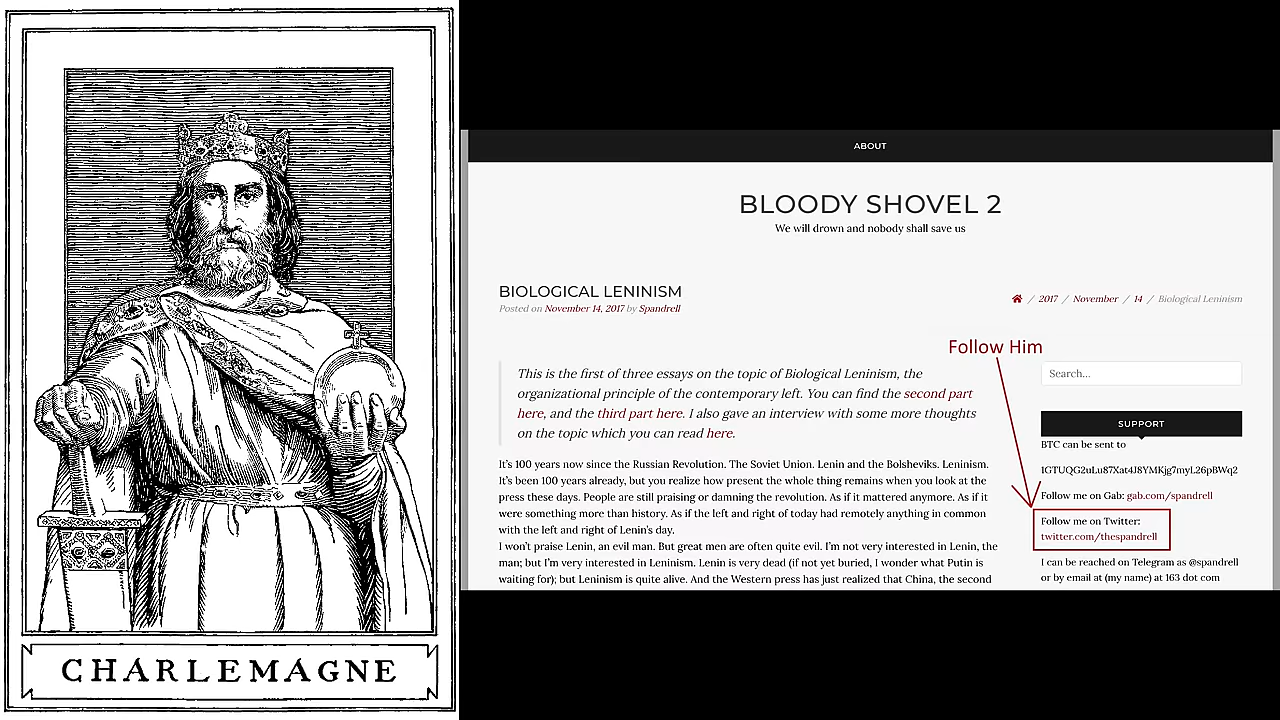 CHARLEMAGNE
ABOUT
BLOODY SHOVEL 2
We will drown and nobody shall save us
BIOLOGICAL LENINISM
Posted on November 14, 2017 by Spandrell
/ 2017 / November / 14 / Biological Leninism
This is the first of three essays on the topic of Biological Leninism, the
organizational principle of the contemporary left. You can find the second part
here, and the third part here. I also gave an interview with some more thoughts
on the topic which you can read here.
It's 100 years now since the Russian Revolution. The Soviet Union. Lenin and the Bolsheviks. Leninism.
It's been 100 years already, but you realize how present the whole thing remains when you look at the
press these days. People are still praising or damning the revolution. As if it mattered anymore. As if it
were something more than history. As if the left and right of today had remotely anything in common
with the left and right of Lenin's day.
I won't praise Lenin, an evil man. But great men are often quite evil. I'm not very interested in Lenin, the
man; but I'm very interested in Leninism. Lenin is very dead (if not yet buried, I wonder what Putin is
waiting for); but Leninism is quite alive. And the Western press has just realized that China, the second
Follow Him
Search...
SUPPORT
BTC can be sent to
1GTUQG2uLu87Xat4J8YMKjg7myL26pBWq2
Follow me on Gab: gab.com/spandrell
Follow me on Twitter:
twitter.com/thespandrell
I can be reached on Telegram as @spandrell
or by email at (my name) at 163 dot com